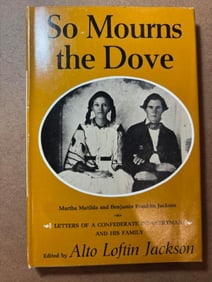 So Mourns
the Dove
Martha Matilda and Benjamin Franklin Jackson
LETTERS OF A CONFEDERATE INFANTRYMAN
AND HIS FAMILY
Edited by Alto Loftin Jackson